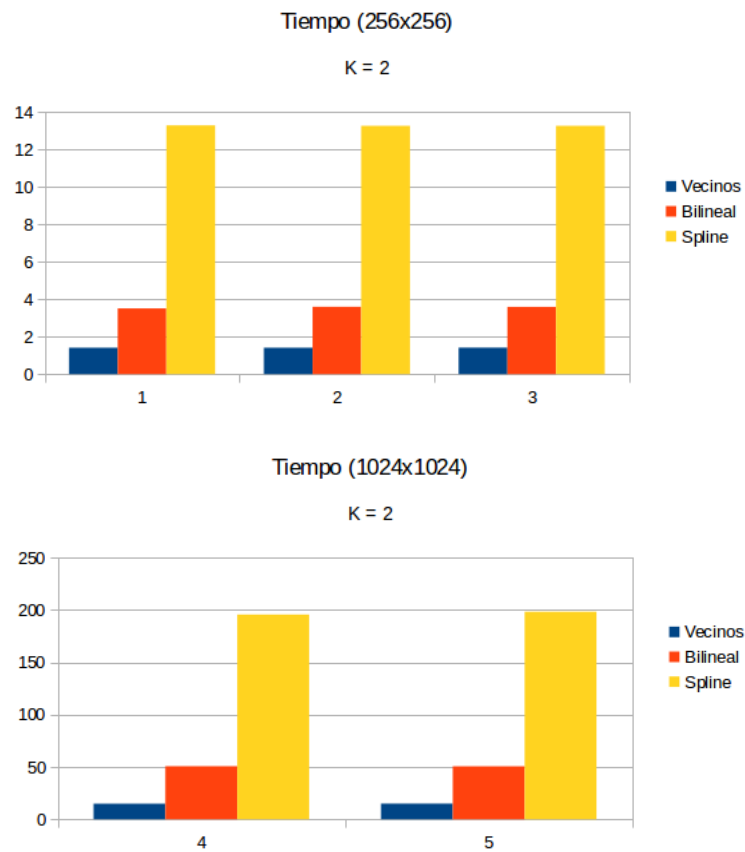 Tiempo (256x256)
K = 2
14
12
10
8
6
4
2
0
1 2 3
Vecinos
Bilineal
Spline
Tiempo (1024x1024)
K = 2
250
200
150
100
50
0
4 5
Vecinos
Bilineal
Spline